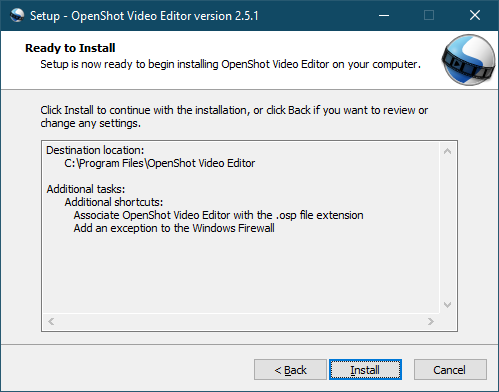 Setup - OpenShot Video Editor version 2.5.1
Ready to Install
Setup is now ready to begin installing OpenShot Video Editor on your computer.
Click Install to continue with the installation, or click Back if you want to review or
change any settings.
Destination location:
C:\Program Files\OpenShot Video Editor
Additional tasks:
Additional shortcuts:
Associate OpenShot Video Editor with the .osp file extension
Add an exception to the Windows Firewall
< Back
Install
Cancel